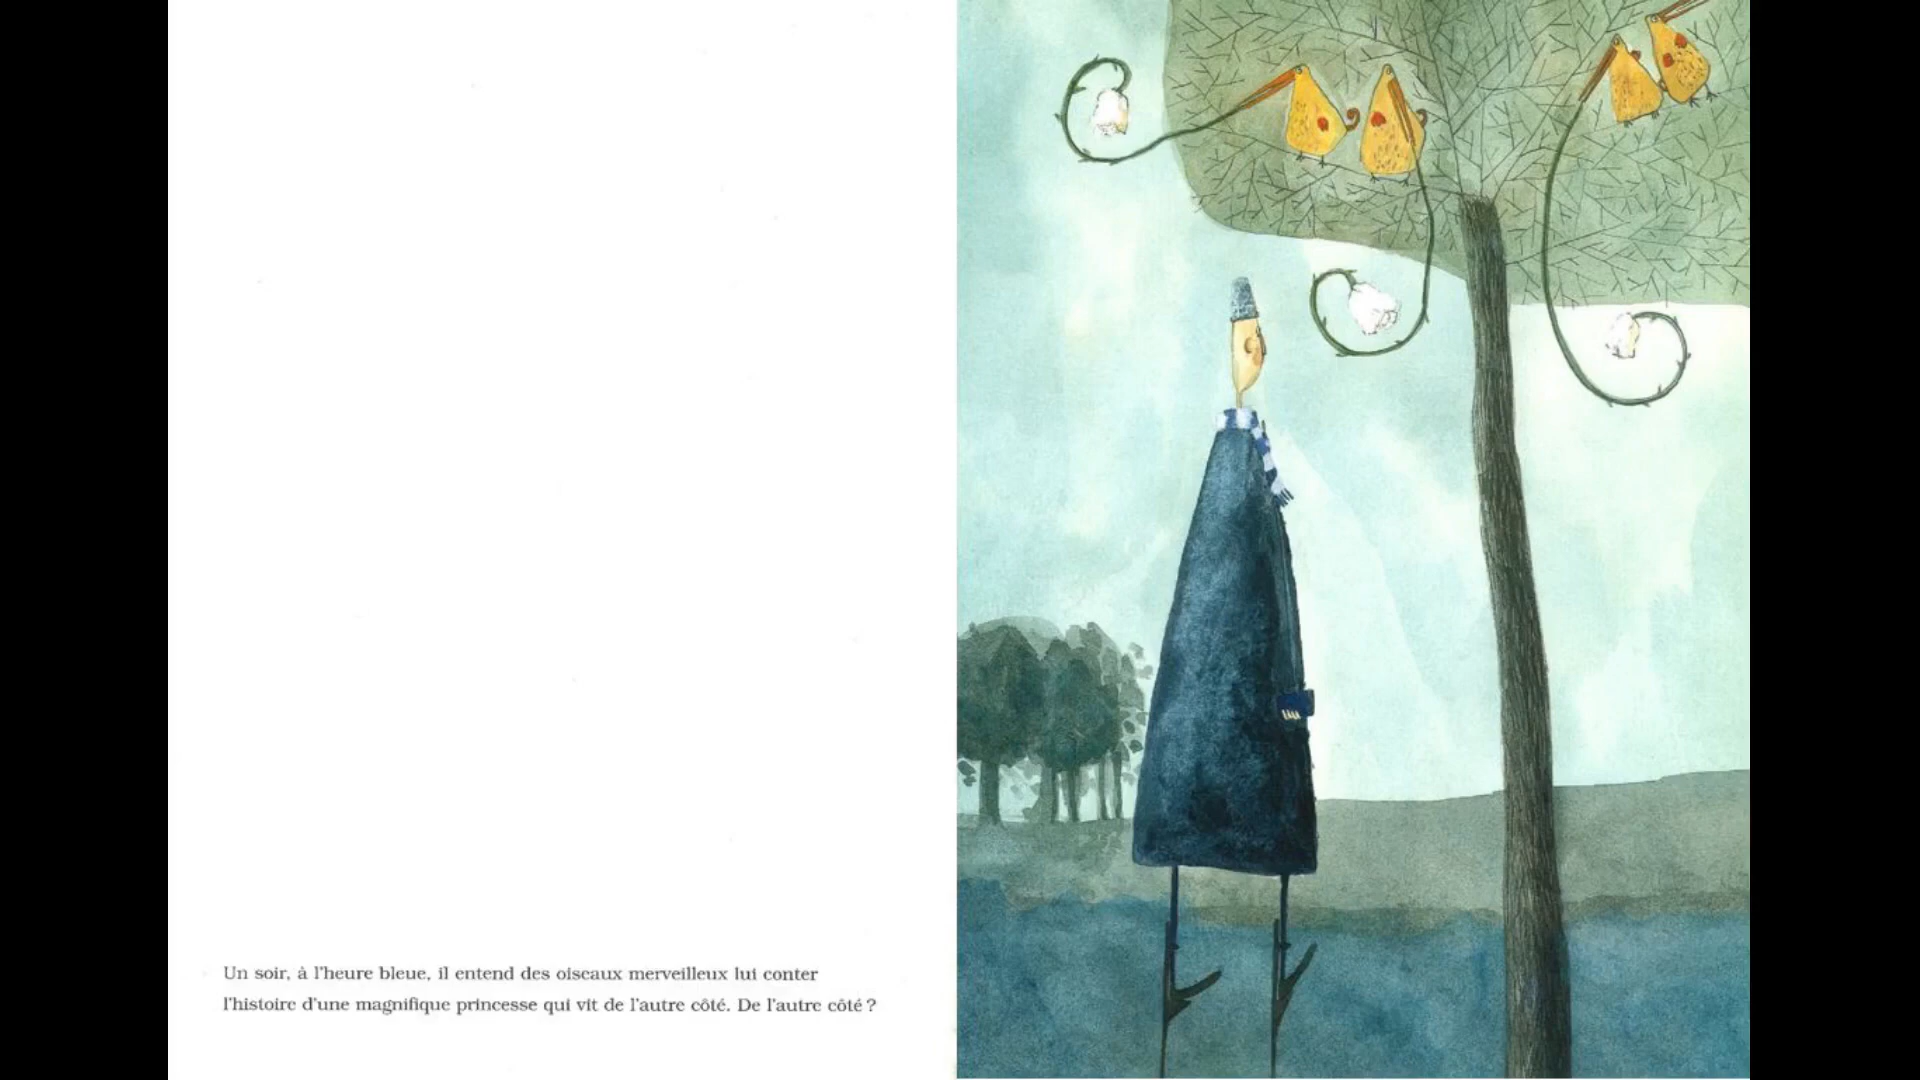 Un soir, à l'heure bleue, il entend des oiseaux merveilleux lui conter
l'histoire d'une magnifique princesse qui vit de l'autre côté. De l'autre côté ?